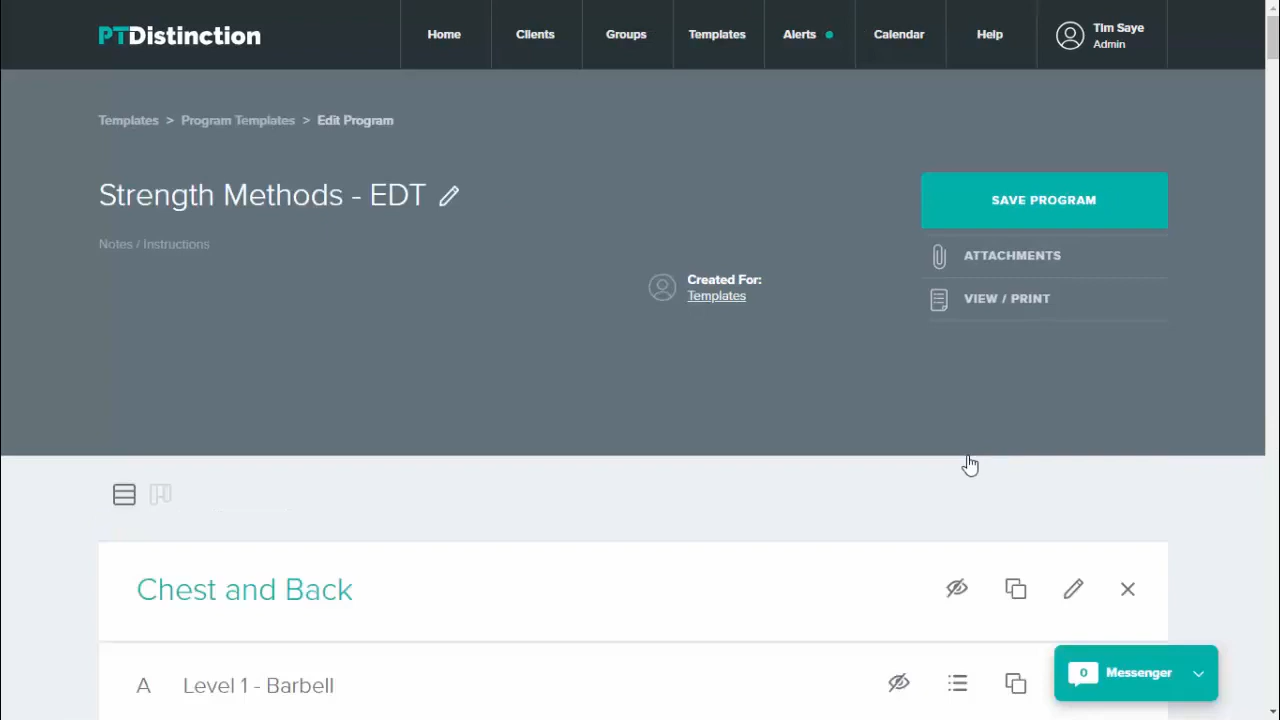 PTDistinction
Home Clients Groups Templates Alerts Calendar Help
Tim Saye
Admin
Templates > Program Templates > Edit Program
Strength Methods - EDT
SAVE PROGRAM
Notes / Instructions
ATTACHMENTS
Created For:
Templates
VIEW / PRINT
Chest and Back
A Level 1 - Barbell
0 Messenger